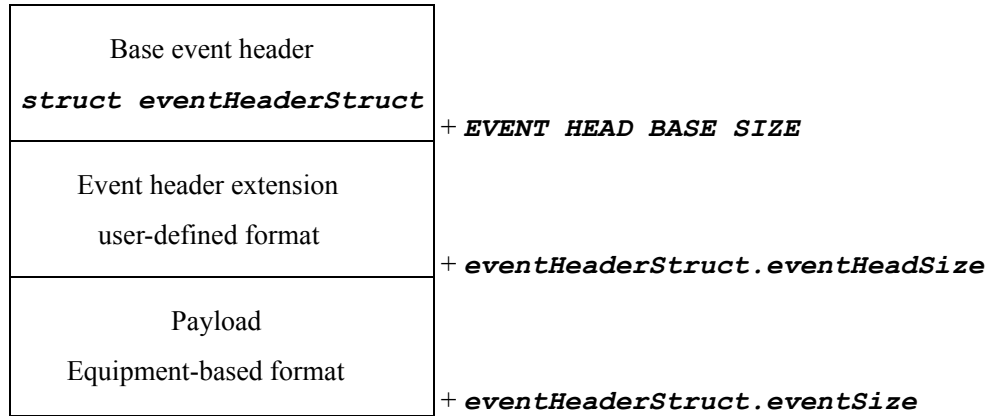 Base event header
struct eventHeaderStruct
+ EVENT HEAD BASE SIZE
Event header extension
user-defined format
+ eventHeaderStruct.eventHeadSize
Payload
Equipment-based format
+ eventHeaderStruct.eventSize